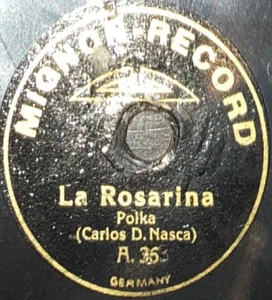 MIGNON-RECORD
La Rosarina
Polka
(Carlos D. Nasca)
GERMANY